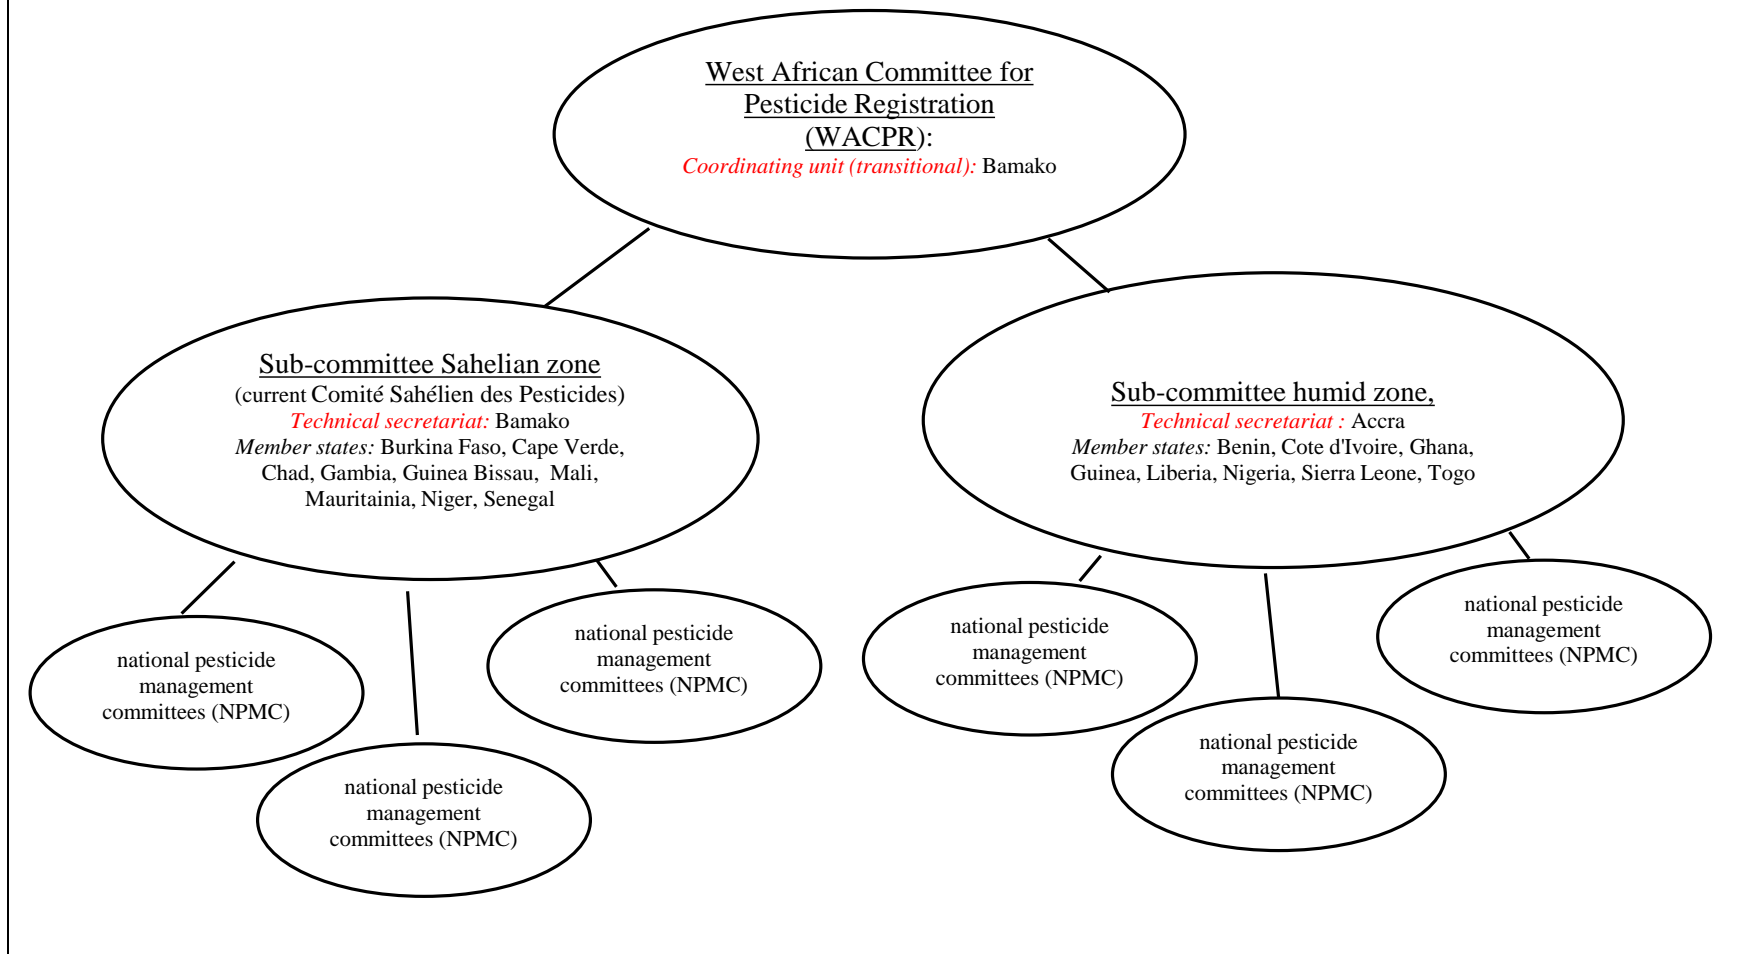 West African Committee for
Pesticide Registration
(WACPR):
Coordinating unit (transitional): Bamako
Sub-committee Sahelian zone
(current Comité Sahélien des Pesticides)
Technical secretariat: Bamako
Member states: Burkina Faso, Cape Verde,
Chad, Gambia, Guinea Bissau, Mali,
Mauritainia, Niger, Senegal
Sub-committee humid zone,
Technical secretariat : Accra
Member states: Benin, Cote d'Ivoire, Ghana,
Guinea, Liberia, Nigeria, Sierra Leone, Togo
national pesticide
management
committees (NPMC)
national pesticide
management
committees (NPMC)
national pesticide
management
committees (NPMC)
national pesticide
management
committees (NPMC)
national pesticide
management
committees (NPMC)
national pesticide
management
committees (NPMC)